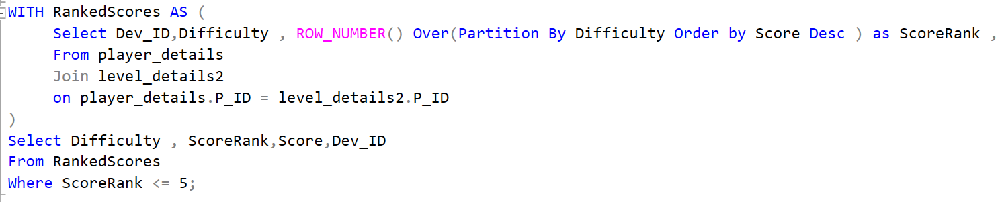 WITH RankedScores AS (
Select Dev_ID,Difficulty , ROW_NUMBER() Over(Partition By Difficulty Order by Score Desc ) as ScoreRank ,
From player_details
Join level_details2
on player_details.P_ID = level_details2.P_ID
)
Select Difficulty , ScoreRank,Score,Dev_ID
From RankedScores
Where ScoreRank <= 5;